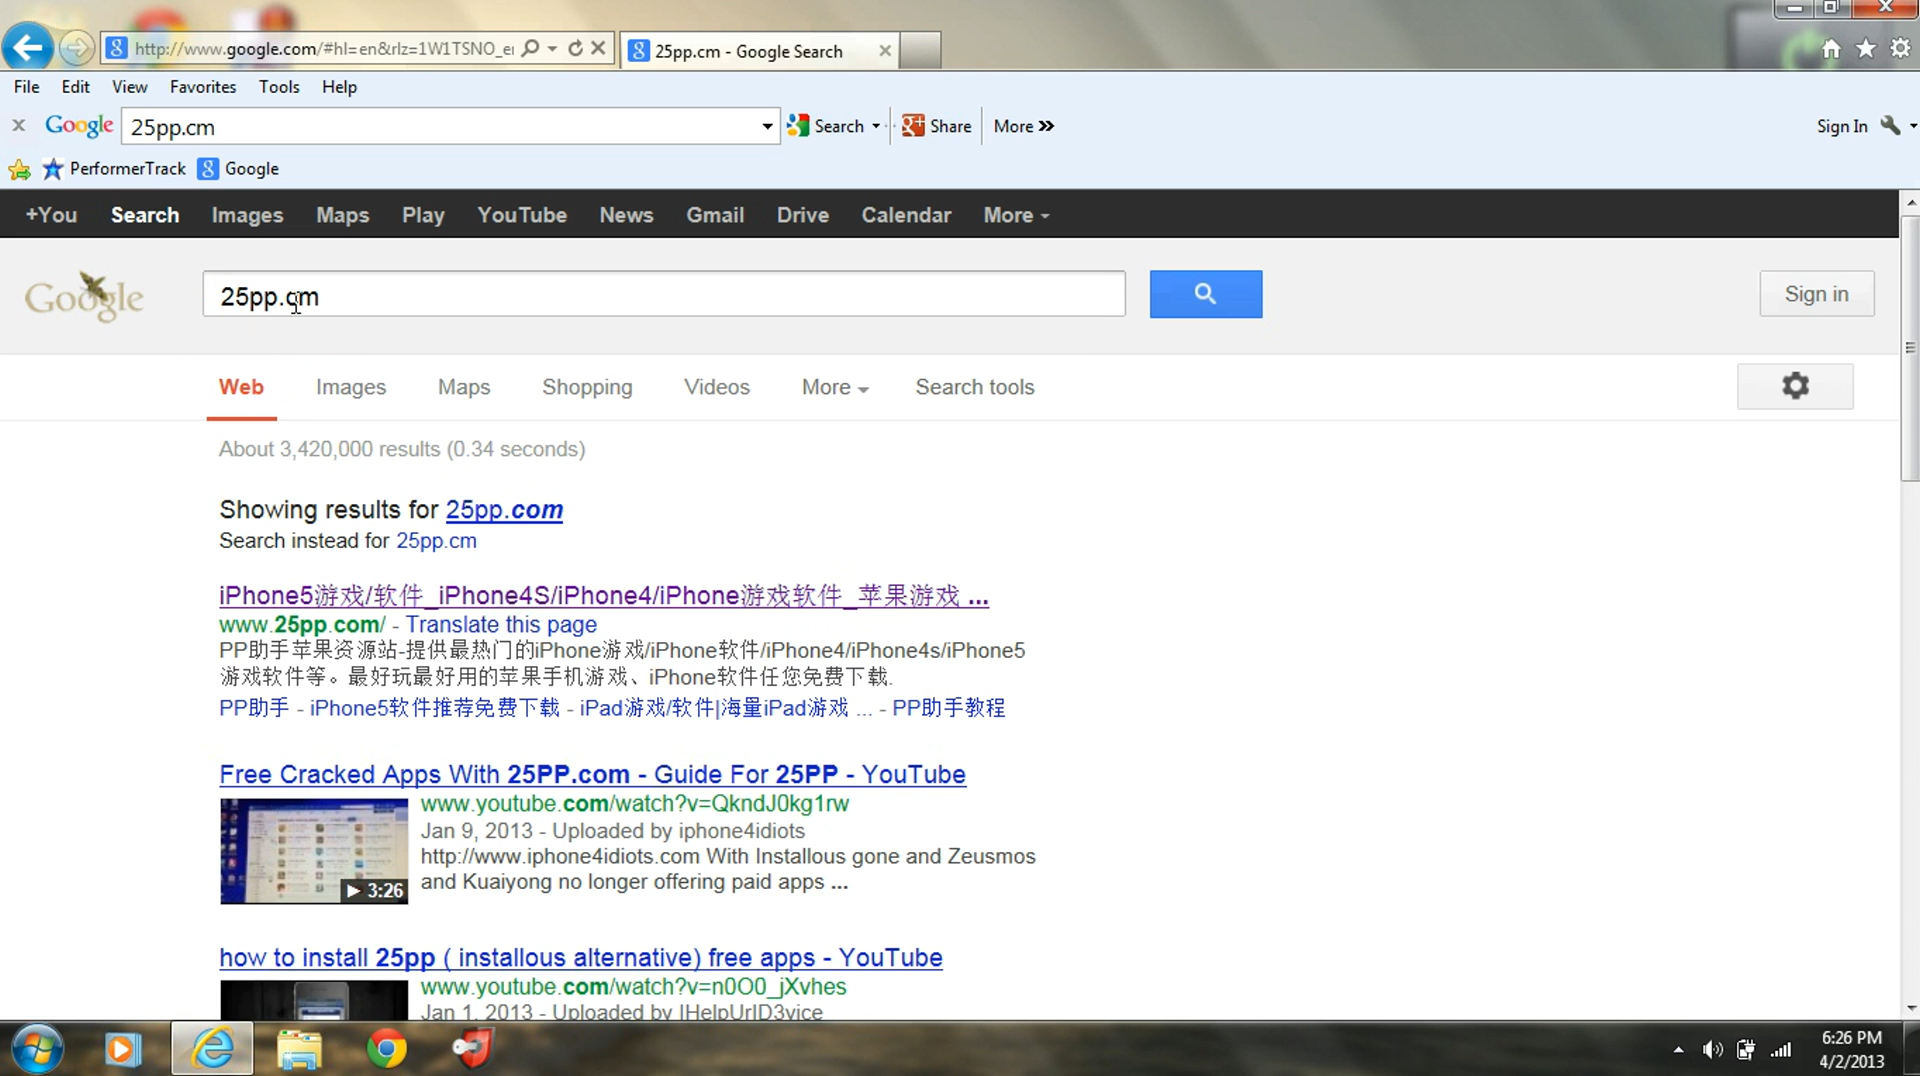 http://www.google.com/#hl=en&rlz=1W1TSNO_e
25pp.cm - Google Search
File Edit View Favorites Tools Help
Google 25pp.cm Search Share More Sign In
PerformerTrack Google
+You Search Images Maps Play YouTube News Gmail Drive Calendar More
Google 25pp.cm Sign in
Web Images Maps Shopping Videos More Search tools
About 3,420,000 results (0.34 seconds)
Showing results for 25pp.com
Search instead for 25pp.cm
iPhone5游戏/软件_iPhone4S/iPhone4/iPhone游戏软件_苹果游戏 ...
www.25pp.com/ - Translate this page
PP助手苹果资源站-提供最热门的iPhone游戏/iPhone软件/iPhone4/iPhone4s/iPhone5
游戏软件等。最好玩最好用的苹果手机游戏、iPhone软件任您免费下载.
PP助手 - iPhone5软件推荐免费下载 - iPad游戏/软件|海量iPad游戏 ... - PP助手教程
Free Cracked Apps With 25PP.com - Guide For 25PP - YouTube
www.youtube.com/watch?v=QkndJ0kg1rw
Jan 9, 2013 - Uploaded by iphone4idiots
http://www.iphone4idiots.com With Installous gone and Zeusmos
and Kuaiyong no longer offering paid apps ...
3:26
how to install 25pp ( installous alternative) free apps - YouTube
www.youtube.com/watch?v=n0O0_jXvhes
Jan 1, 2013 - Uploaded by IHelpUrID3vice
6:26 PM
4/2/2013